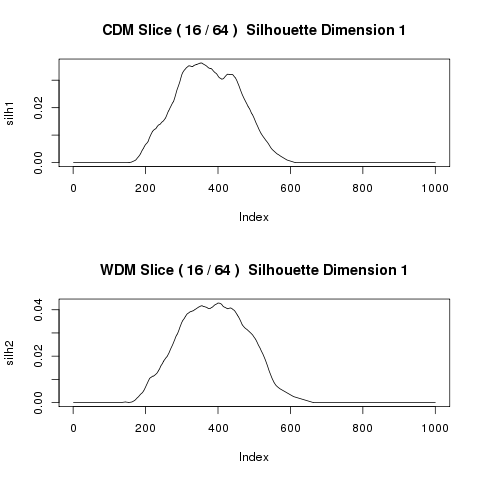 CDM Slice ( 16 / 64 )  Silhouette Dimension 1
silh1
0.02
0.00
0 200 400 600 800 1000
Index
WDM Slice ( 16 / 64 )  Silhouette Dimension 1
silh2
0.04
0.02
0.00
0 200 400 600 800 1000
Index